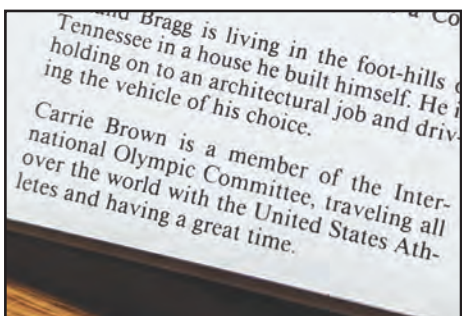 a Co
Bragg is living in the foot-hills
Tennessee in a house he built himself. He
holding on to an architectural job and driv-
ing the vehicle of his choice.
Carrie Brown is a member of the Inter-
national Olympic Committee, traveling all
over the world with the United States Ath-
letes and having a great time.